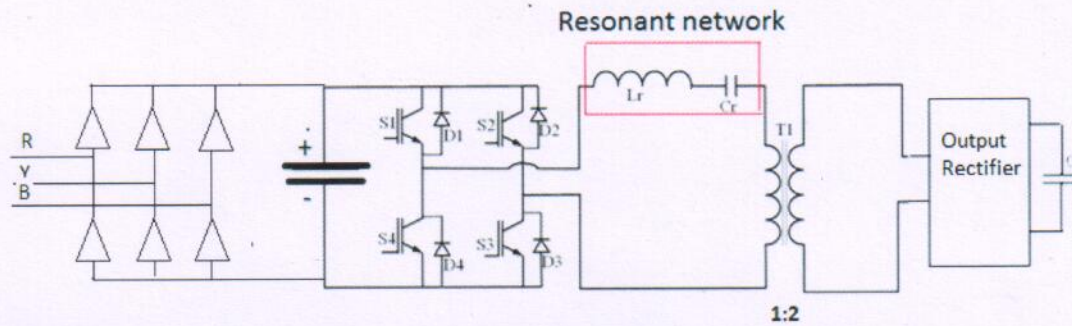 Resonant network
Lr
Cr
R
Y
B
+
-
S1
D1
S2
D2
S4
D4
S3
D3
T1
Output
Rectifier
1:2